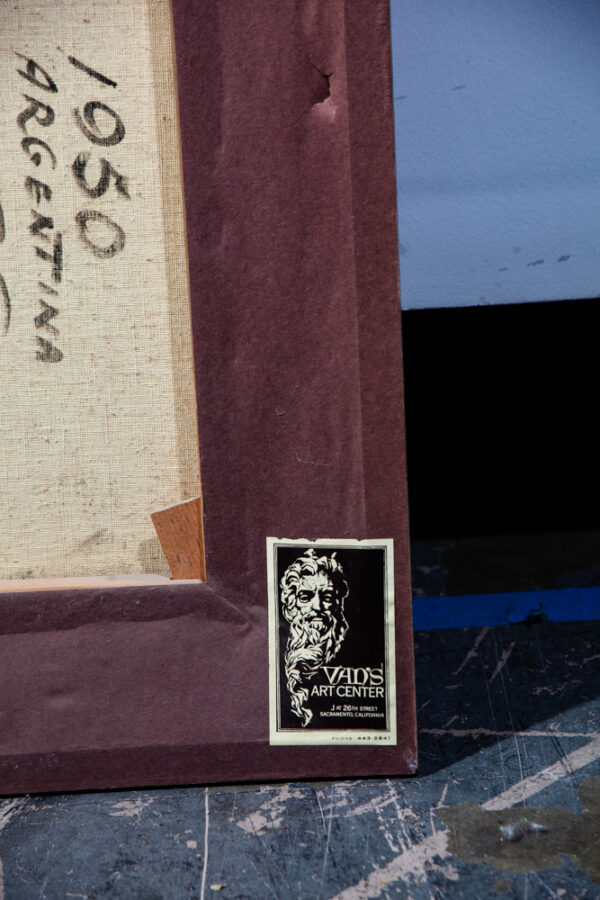 1950
ARGENTINA
VAN'S
ART CENTER
J AT 26TH STREET
SACRAMENTO, CALIFORNIA
PHONE 443-2841